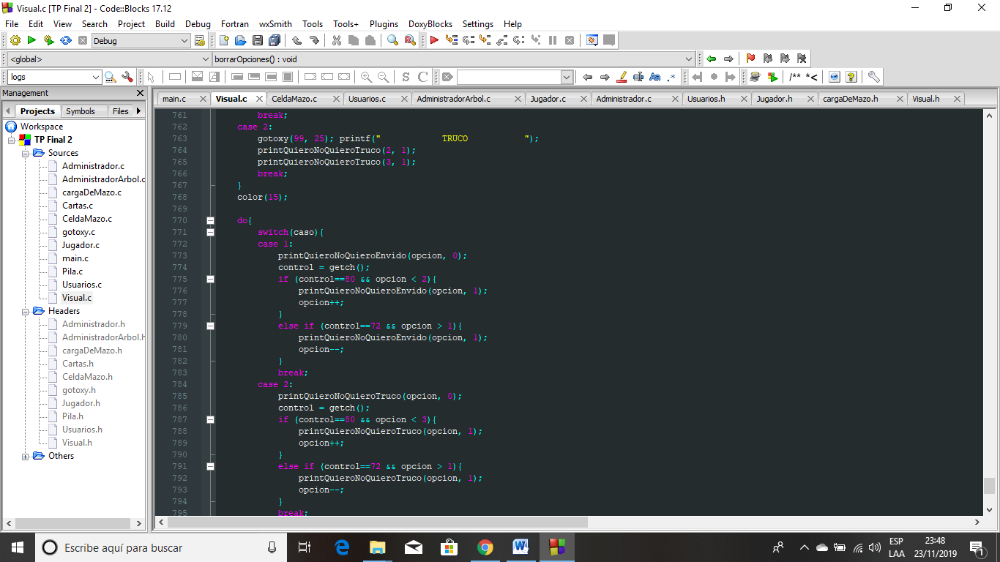 Visual.c [TP Final 2] - Code::Blocks 17.12
File Edit View Search Project Build Debug Fortran wxSmith Tools Tools+ Plugins DoxyBlocks Settings Help
Debug
<global> borrarOpciones() : void
logs S C Aa .* /** *<
Management
main.c Visual.c CeldaMazo.c Usuarios.c AdministradorArbol.c Jugador.c Administrador.c Usuarios.h Jugador.h cargaDeMazo.h Visual.h
Projects Symbols Files
Workspace
TP Final 2
Sources
Administrador.c
AdministradorArbol.c
cargaDeMazo.c
Cartas.c
CeldaMazo.c
gotoxy.c
Jugador.c
main.c
Pila.c
Usuarios.c
Visual.c
Headers
Administrador.h
AdministradorArbol.h
cargaDeMazo.h
Cartas.h
CeldaMazo.h
gotoxy.h
Jugador.h
Pila.h
Usuarios.h
Visual.h
Others
761 break;
762 case 2:
763 gotoxy(99, 25); printf("            TRUCO           ");
764 printQuieroNoQuieroTruco(2, 1);
765 printQuieroNoQuieroTruco(3, 1);
766 break;
767 }
768 color(15);
769
770 do{
771 switch(caso){
772 case 1:
773 printQuieroNoQuieroEnvido(opcion, 0);
774 control = getch();
775 if (control==80 && opcion < 2){
776 printQuieroNoQuieroEnvido(opcion, 1);
777 opcion++;
778 }
779 else if (control==72 && opcion > 1){
780 printQuieroNoQuieroEnvido(opcion, 1);
781 opcion--;
782 }
783 break;
784 case 2:
785 printQuieroNoQuieroTruco(opcion, 0);
786 control = getch();
787 if (control==80 && opcion < 3){
788 printQuieroNoQuieroTruco(opcion, 1);
789 opcion++;
790 }
791 else if (control==72 && opcion > 1){
792 printQuieroNoQuieroTruco(opcion, 1);
793 opcion--;
794 }
795 break;
Escribe aquí para buscar
ESP
LAA
23:48
23/11/2019
1